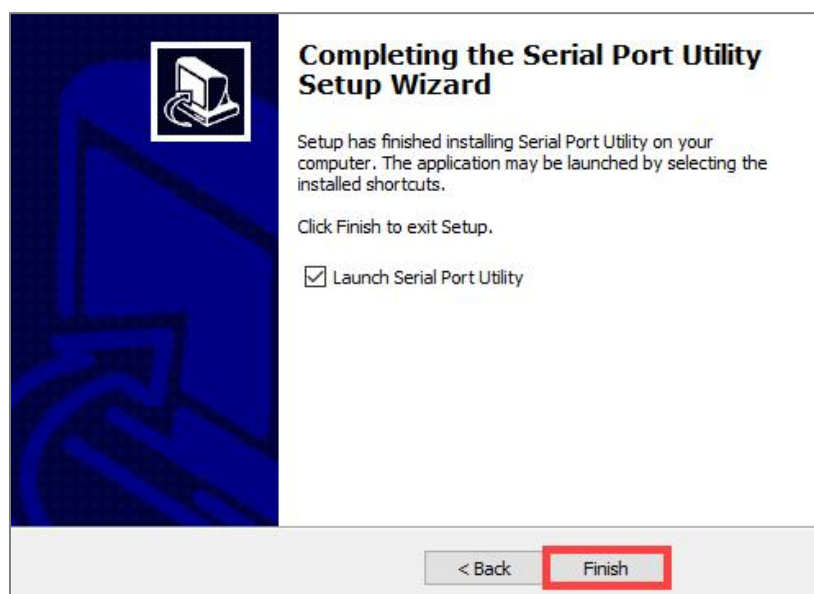 Completing the Serial Port Utility
Setup Wizard
Setup has finished installing Serial Port Utility on your
computer. The application may be launched by selecting the
installed shortcuts.
Click Finish to exit Setup.
Launch Serial Port Utility
< Back
Finish